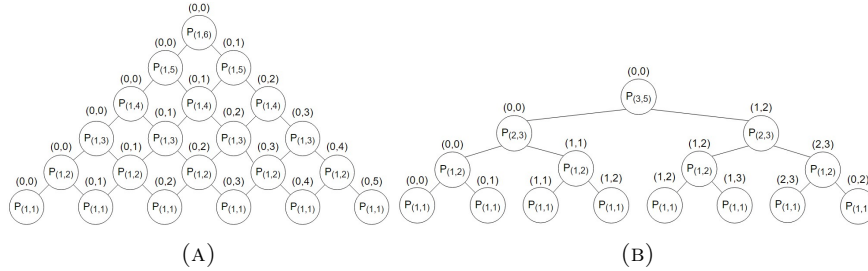 (0,0)
P(1,6)
(0,0) (0,1)
P(1,5) P(1,5)
(0,0) (0,1) (0,2)
P(1,4) P(1,4) P(1,4)
(0,0) (0,1) (0,2) (0,3)
P(1,3) P(1,3) P(1,3) P(1,3)
(0,0) (0,1) (0,2) (0,3) (0,4)
P(1,2) P(1,2) P(1,2) P(1,2) P(1,2)
(0,0) (0,1) (0,2) (0,3) (0,4) (0,5)
P(1,1) P(1,1) P(1,1) P(1,1) P(1,1) P(1,1)
(A)
(0,0)
P(3,5)
(0,0) (1,2)
P(2,3) P(2,3)
(0,0) (1,1) (1,2) (2,3)
P(1,2) P(1,2) P(1,2) P(1,2)
(0,0) (0,1) (1,1) (1,2) (1,2) (1,3) (2,3) (0,2)
P(1,1) P(1,1) P(1,1) P(1,1) P(1,1) P(1,1) P(1,1) P(1,1
(B)